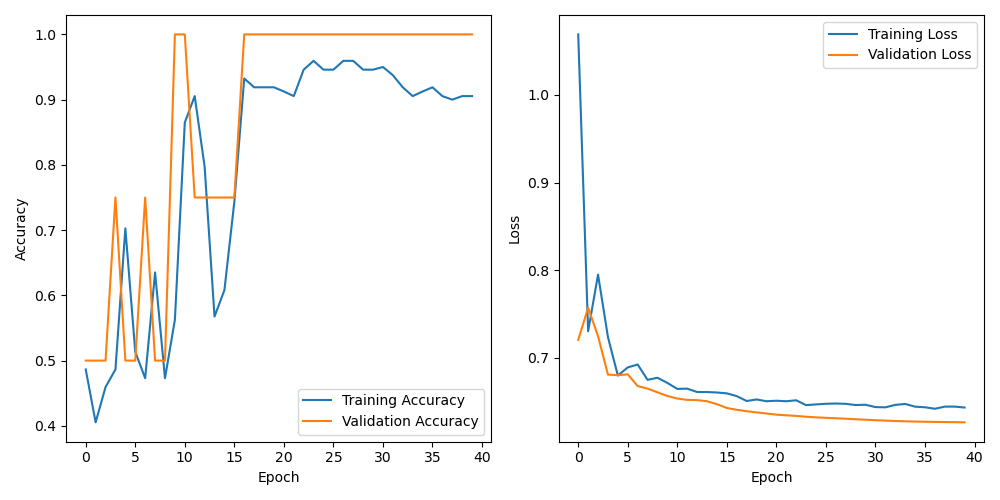 1.0
0.9
0.8
0.7
0.6
0.5
0.4
Accuracy
0 5 10 15 20 25 30 35 40
Epoch
Training Accuracy
Validation Accuracy
1.0
0.9
0.8
0.7
Loss
0 5 10 15 20 25 30 35 40
Epoch
Training Loss
Validation Loss